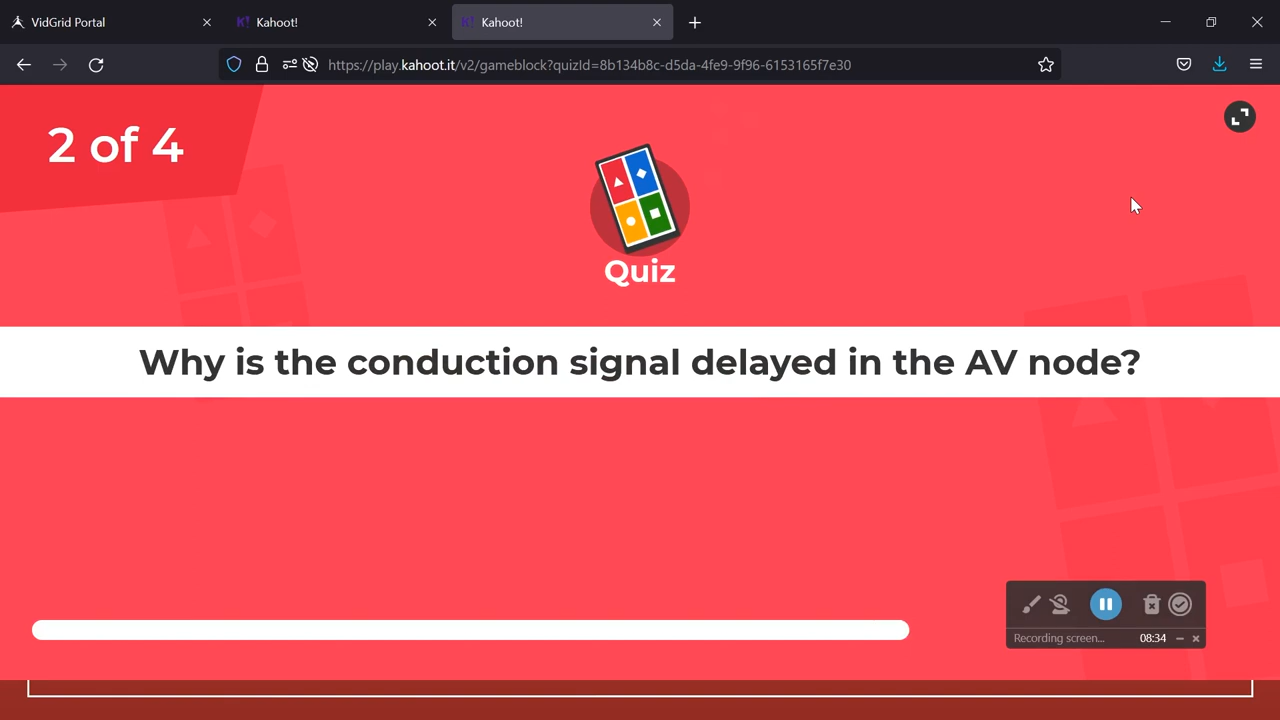 VidGrid Portal
Kahoot!
Kahoot!
https://play.kahoot.it/v2/gameblock?quizId=8b134b8c-d5da-4fe9-9f96-6153165f7e30
2 of 4
Quiz
Why is the conduction signal delayed in the AV node?
Recording screen... 08:34